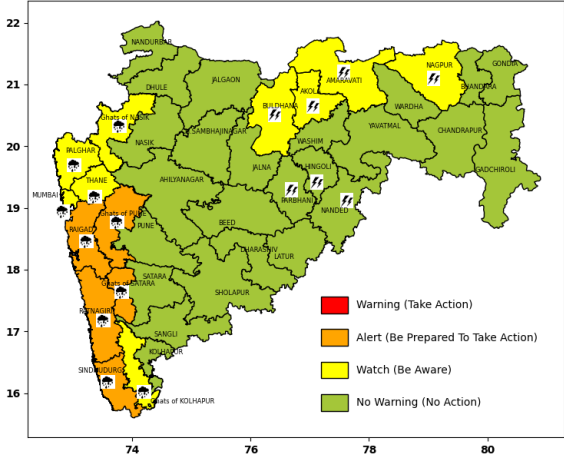 22
NANDURBAR
GONDIA
NAGPUR
21
DHULE
JALGAON
AMARAVATI
AKOLA
BHANDARA
BULDHANA
WARDHA
Ghats of NASIK
YAVATMAL
CHANDRAPUR
SAMBHAJINAGAR
20
NASIK
WASHIM
PALGHAR
JALNA
HINGOLI
GADCHIROLI
THANE
AHILYANAGAR
MUMBAI
PARBHANI
19
Ghats of PUNE
NANDED
RAIGAD
PUNE
BEED
DHARASHIV
LATUR
18
SATARA
Ghats of SATARA
SHOLAPUR
Warning (Take Action)
RATNAGIRI
17
Alert (Be Prepared To Take Action)
SANGLI
KOLHAPUR
Watch (Be Aware)
SINDHUDURG
16
Ghats of KOLHAPUR
No Warning (No Action)
74
76
78
80